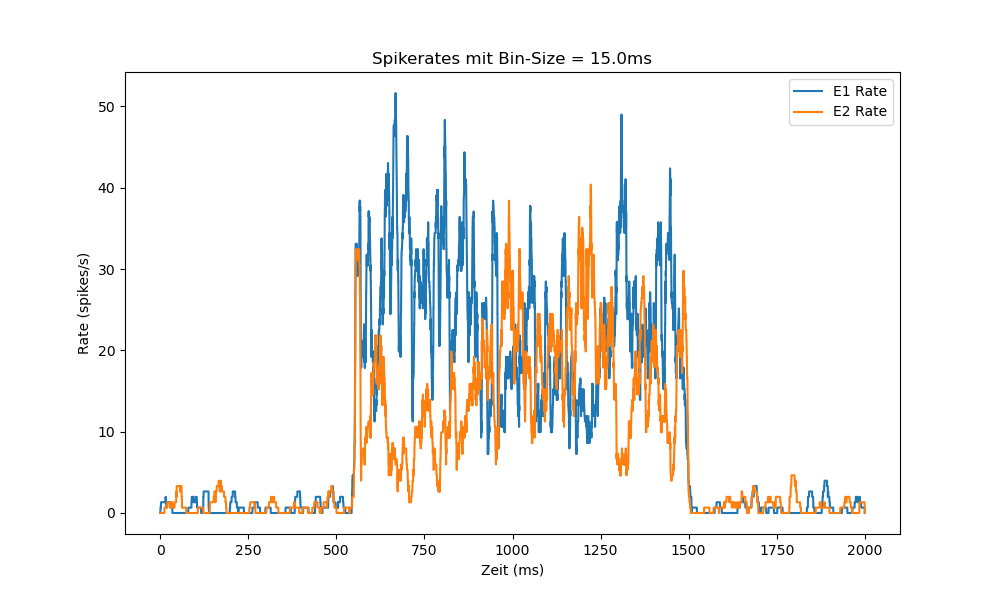 Spikerates mit Bin-Size = 15.0ms
E1 Rate
E2 Rate
Rate (spikes/s)
50
40
30
20
10
0
0 250 500 750 1000 1250 1500 1750 2000
Zeit (ms)